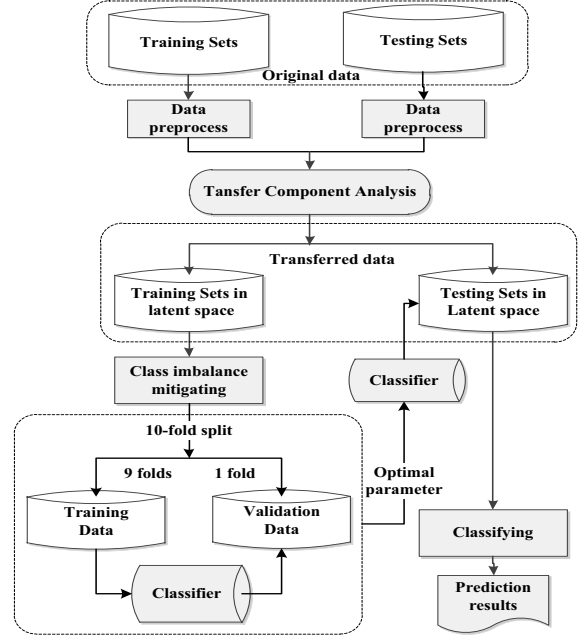 Training Sets
Testing Sets
Original data
Data
preprocess
Data
preprocess
Tansfer Component Analysis
Transferred data
Training Sets in
latent space
Testing Sets in
Latent space
Class imbalance
mitigating
Classifier
10-fold split
9 folds
1 fold
Optimal
parameter
Training
Data
Validation
Data
Classifier
Classifying
Prediction
results